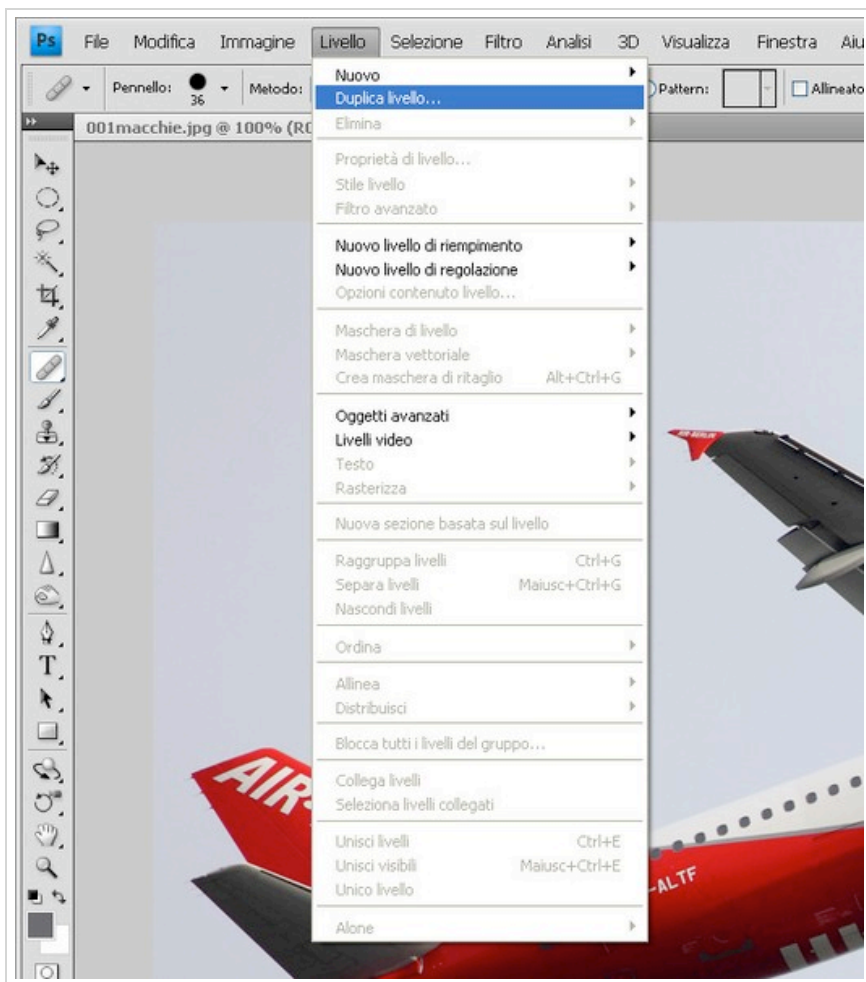 Ps File Modifica Immagine Livello Selezione Filtro Analisi 3D Visualizza Finestra Aiu
Pennello: 36 Metodo: Pattern: Allineato
001macchie.jpg @ 100% (R
Nuovo
Duplica livello...
Elimina
Proprietà di livello...
Stile livello
Filtro avanzato
Nuovo livello di riempimento
Nuovo livello di regolazione
Opzioni contenuto livello...
Maschera di livello
Maschera vettoriale
Crea maschera di ritaglio Alt+Ctrl+G
Oggetti avanzati
Livelli video
Testo
Rasterizza
Nuova sezione basata sul livello
Raggruppa livelli Ctrl+G
Separa livelli Maiusc+Ctrl+G
Nascondi livelli
Ordina
Allinea
Distribuisci
Blocca tutti i livelli del gruppo...
Collega livelli
Seleziona livelli collegati
Unisci livelli Ctrl+E
Unisci visibili Maiusc+Ctrl+E
Unico livello
Alone
AIR
-ALTF